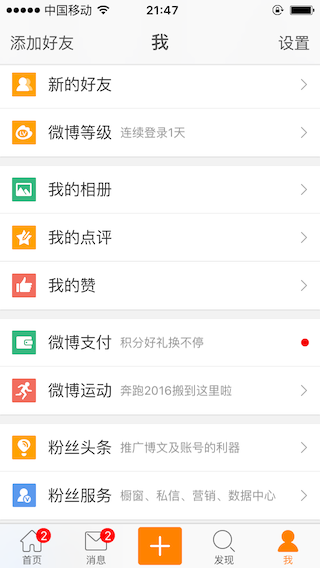 中国移动 21:47
添加好友 我 设置
新的好友
微博等级 连续登录1天
我的相册
我的点评
我的赞
微博支付 积分好礼换不停
微博运动 奔跑2016搬到这里啦
粉丝头条 推广博文及账号的利器
粉丝服务 橱窗、私信、营销、数据中心
2 2
首页 消息 发现 我